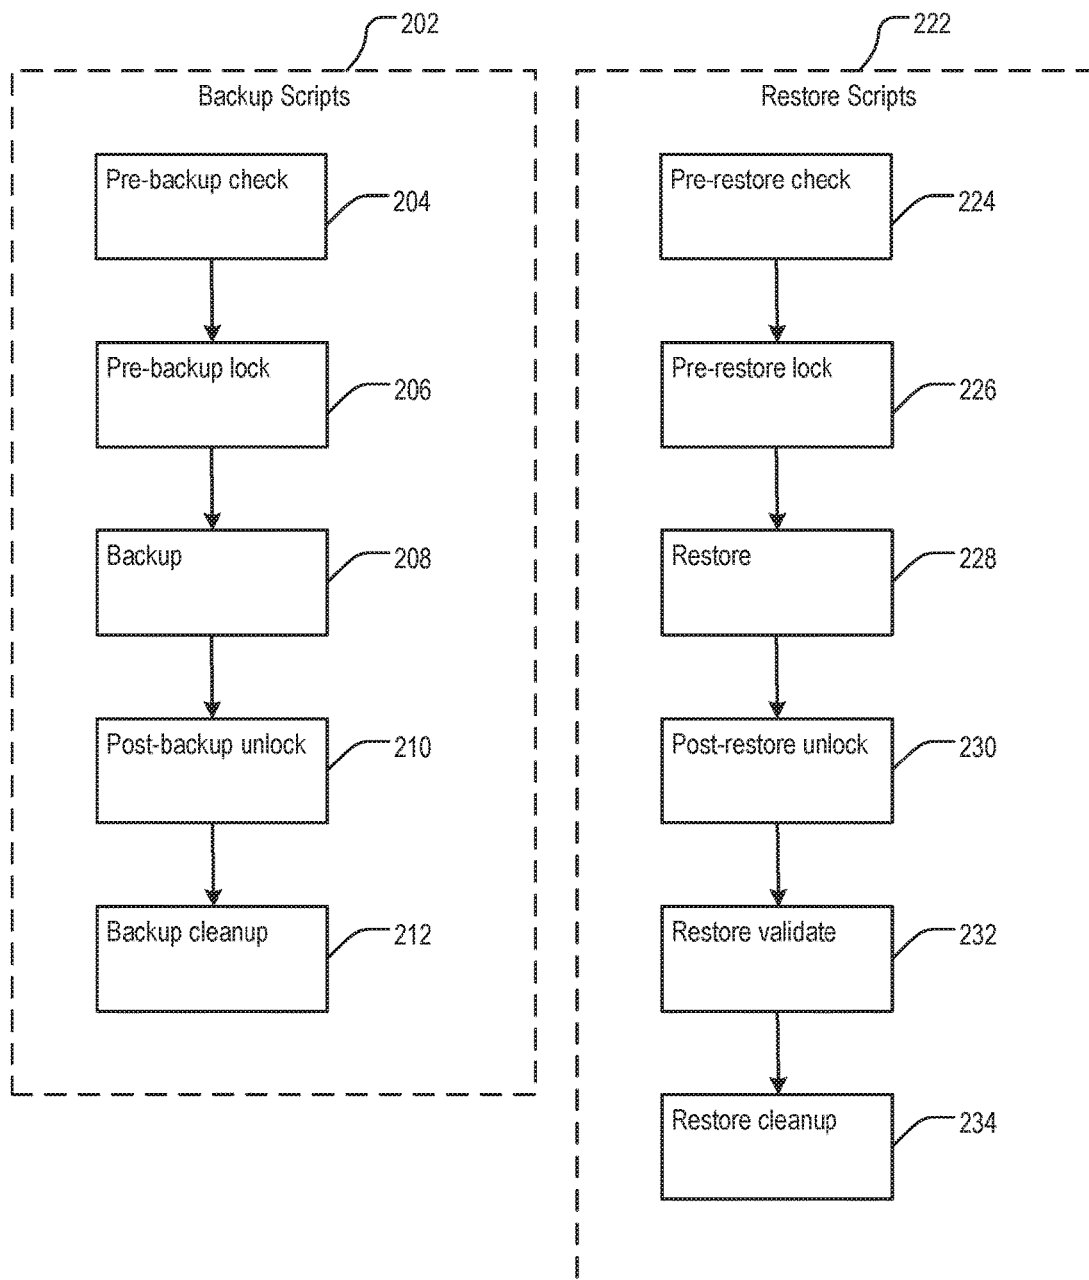 202
Backup Scripts
Pre-backup check
204
Pre-backup lock
206
Backup
208
Post-backup unlock
210
Backup cleanup
212
222
Restore Scripts
Pre-restore check
224
Pre-restore lock
226
Restore
228
Post-restore unlock
230
Restore validate
232
Restore cleanup
234